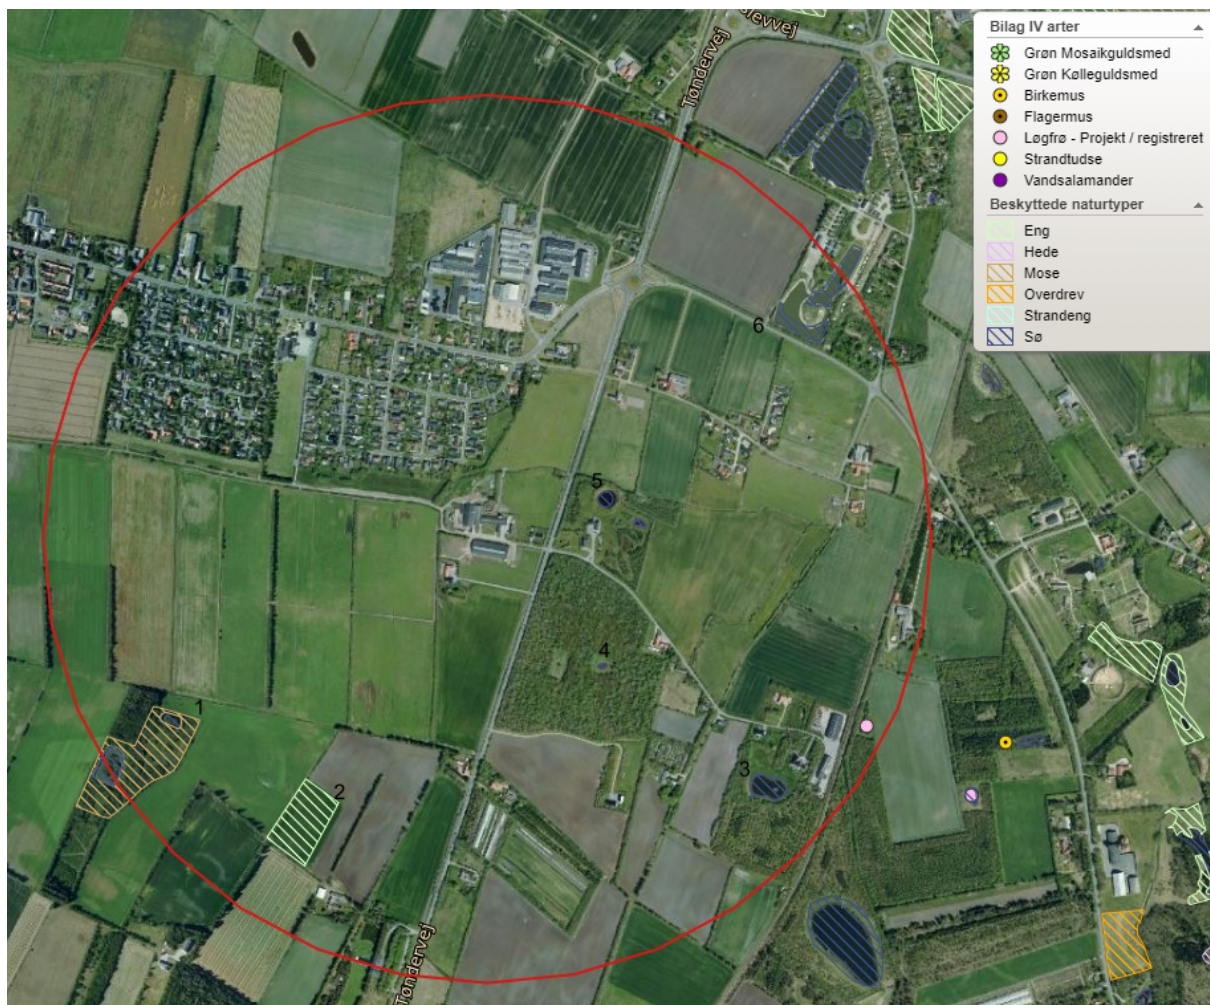 levvej
Tøndervej
Bilag IV arter
Grøn Mosaikguldsmed
Grøn Kølleguldsmed
Birkemus
Flagermus
Løgfrø - Projekt / registreret
Strandtudse
Vandsalamander
Beskyttede naturtyper
Eng
Hede
Mose
Overdrev
Strandeng
Sø
6
5
4
1
3
2
Tøndervej